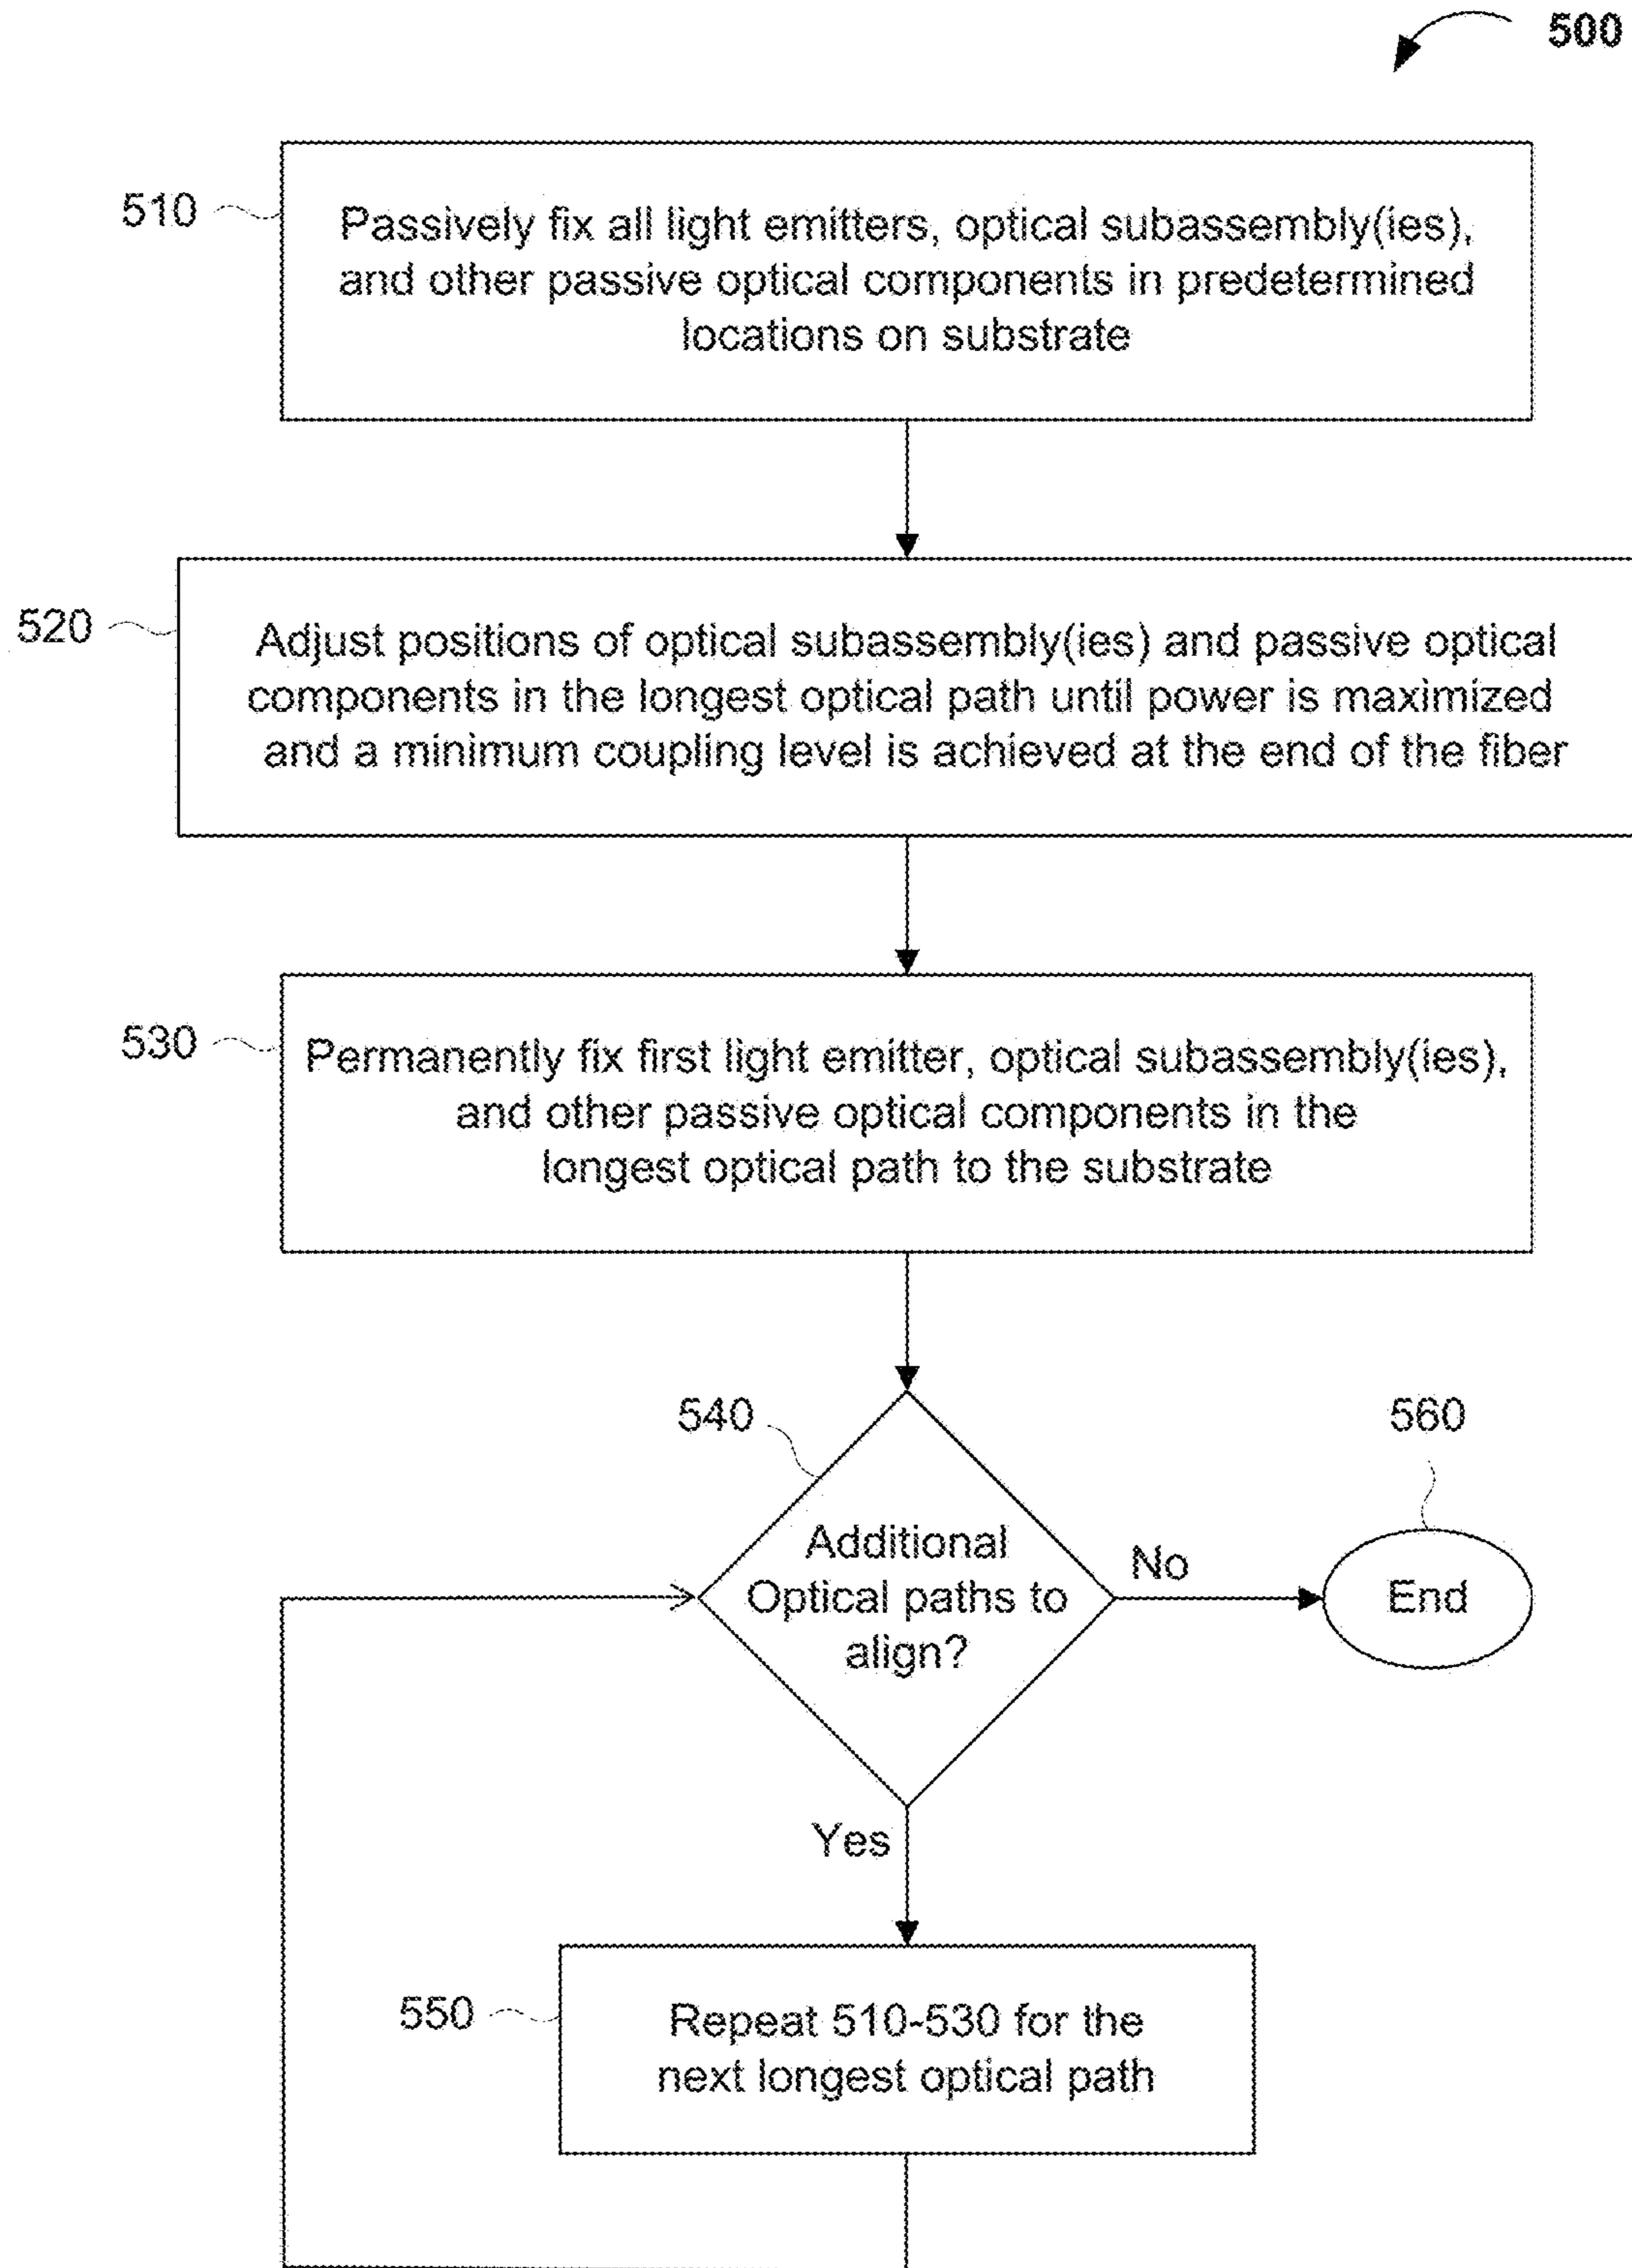 500
510
Passively fix all light emitters, optical subassembly(ies),
and other passive optical components in predetermined
locations on substrate
520
Adjust positions of optical subassembly(ies) and passive optical
components in the longest optical path until power is maximized
and a minimum coupling level is achieved at the end of the fiber
530
Permanently fix first light emitter, optical subassembly(ies),
and other passive optical components in the
longest optical path to the substrate
540
560
Additional
Optical paths to
align?
No
End
Yes
550
Repeat 510-530 for the
next longest optical path